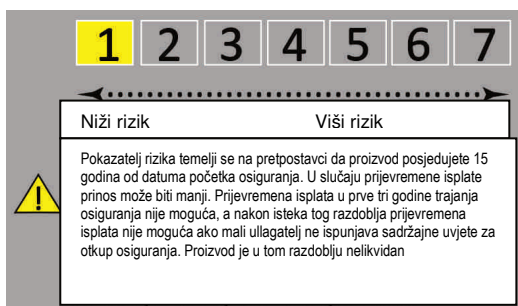 1 2 3 4 5 6 7
Niži rizik Viši rizik
Pokazatelj rizika temelji se na pretpostavci da proizvod posjedujete 15
godina od datuma početka osiguranja. U slučaju prijevremene isplate
prinos može biti manji. Prijevremena isplata u prve tri godine trajanja
osiguranja nije moguća, a nakon isteka tog razdoblja prijevremena
isplata nije moguća ako mali ullagatelj ne ispunjava sadržajne uvjete za
otkup osiguranja. Proizvod je u tom razdoblju nelikvidan